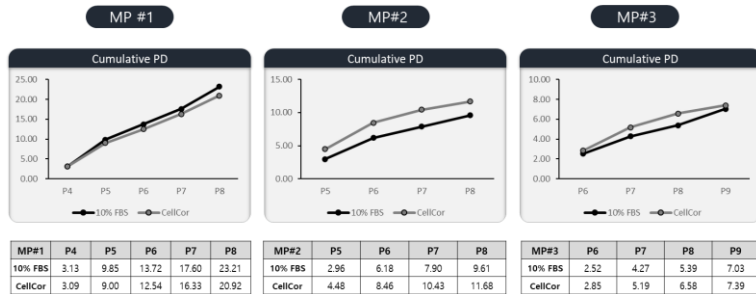 MP #1
MP#2
MP#3
Cumulative PD
25.00
20.00
15.00
10.00
5.00
0.00
P4 P5 P6 P7 P8
10% FBS CellCor
Cumulative PD
15.00
10.00
5.00
0.00
P5 P6 P7 P8
10% FBS CellCor
Cumulative PD
10.00
8.00
6.00
4.00
2.00
0.00
P6 P7 P8 P9
10% FBS CellCor
MP#1 P4 P5 P6 P7 P8
10% FBS 3.13 9.85 13.72 17.60 23.21
CellCor 3.09 9.00 12.54 16.33 20.92
MP#2 P5 P6 P7 P8
10% FBS 2.96 6.18 7.90 9.61
CellCor 4.48 8.46 10.43 11.68
MP#3 P6 P7 P8 P9
10% FBS 2.52 4.27 5.39 7.03
CellCor 2.85 5.19 6.58 7.39